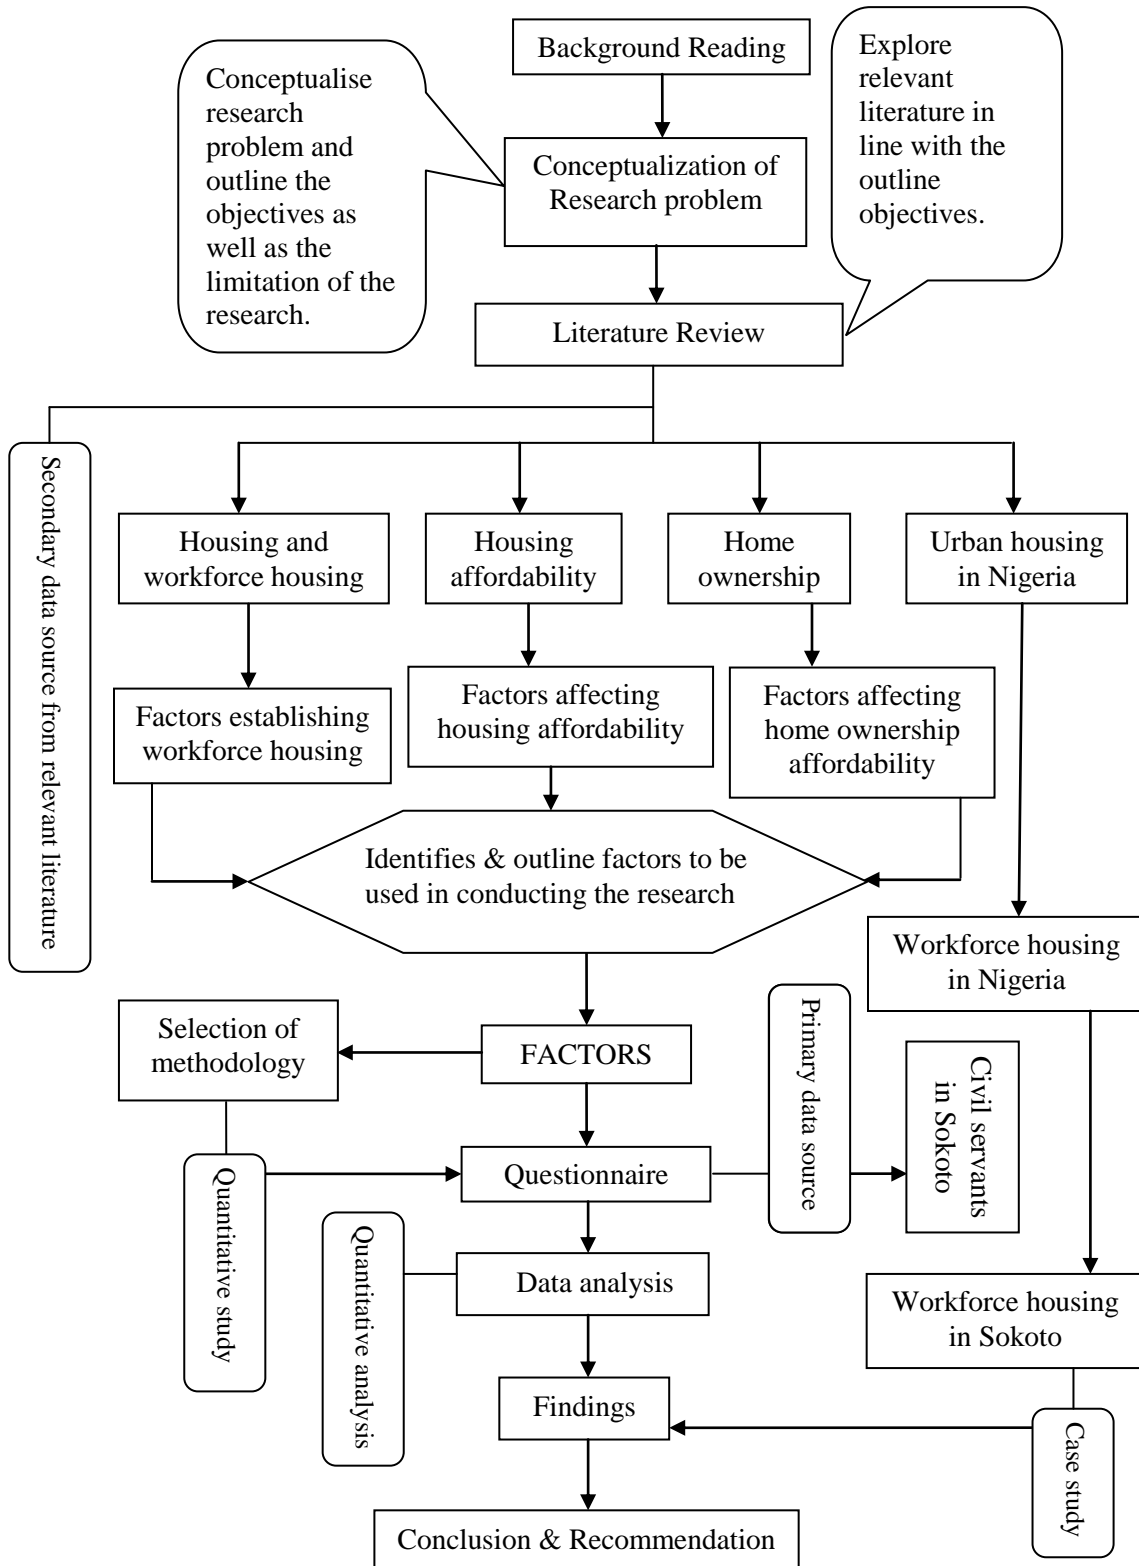 Background Reading
Conceptualise
research
problem and
outline the
objectives as
well as the
limitation of the
research.
Explore
relevant
literature in
line with the
outline
objectives.
Conceptualization of
Research problem
Literature Review
Secondary data source from relevant literature
Housing and
workforce housing
Housing
affordability
Home
ownership
Urban housing
in Nigeria
Factors establishing
workforce housing
Factors affecting
housing affordability
Factors affecting
home ownership
affordability
Identifies & outline factors to be
used in conducting the research
Workforce housing
in Nigeria
Selection of
methodology
FACTORS
Primary data source
Civil servants
in Sokoto
Quantitative study
Questionnaire
Quantitative analysis
Data analysis
Workforce housing
in Sokoto
Findings
Case study
Conclusion & Recommendation